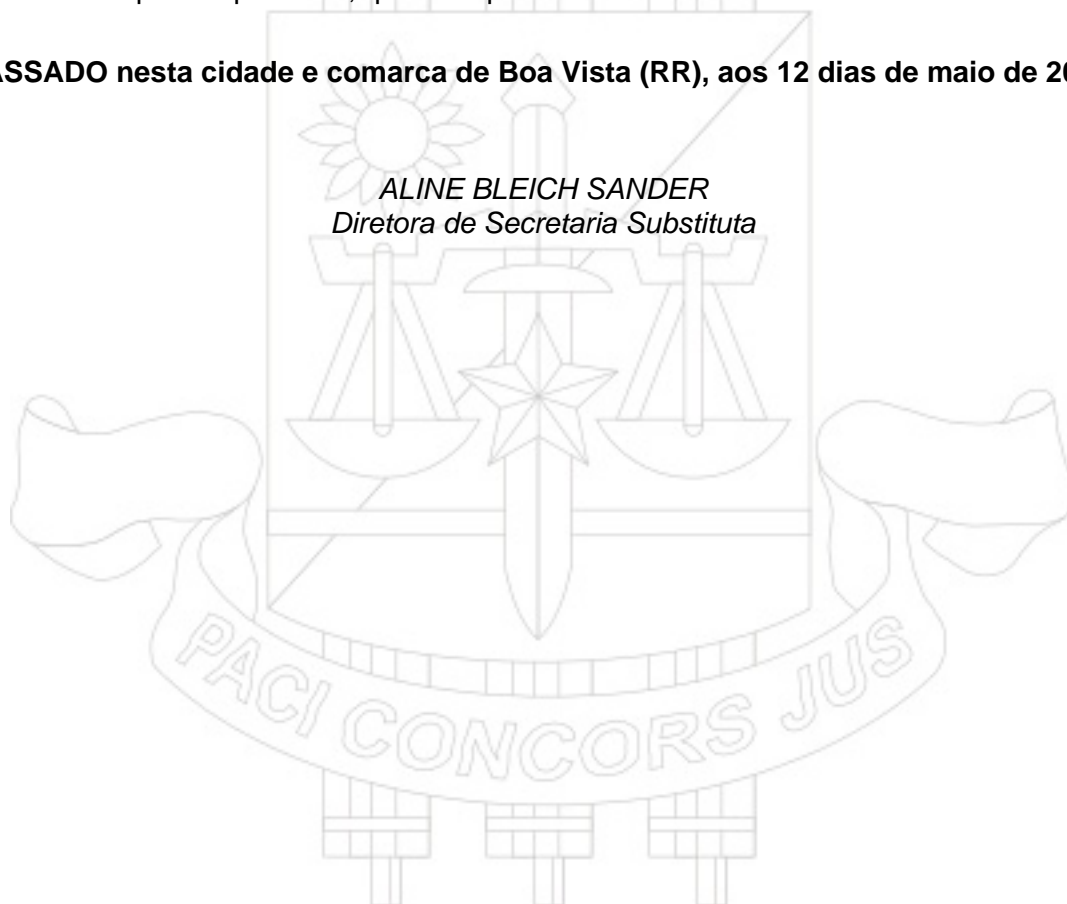 ASSADO nesta cidade e comarca de Boa Vista (RR), aos 12 dias de maio de 20
ALINE BLEICH SANDER
Diretora de Secretaria Substituta
PACI CONCORS JUS